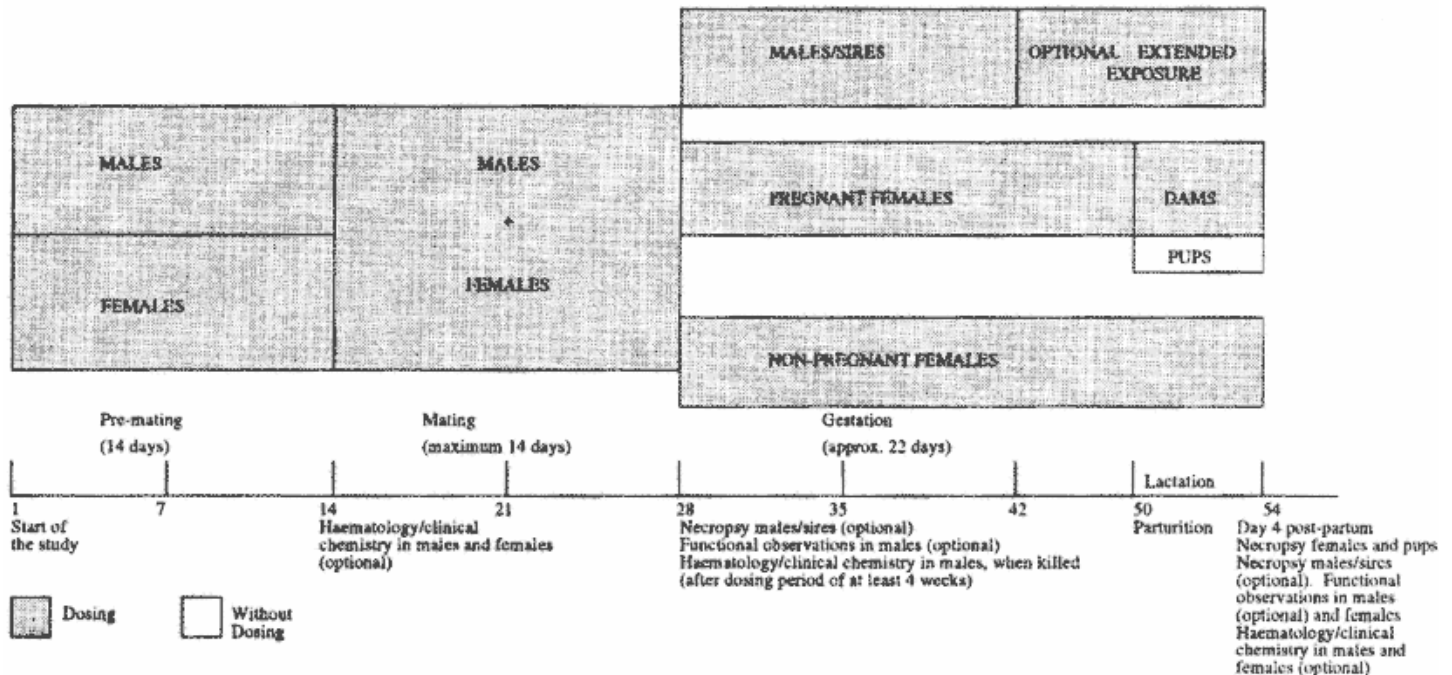 MALES/SIRES
OPTIONAL EXTENDED
EXPOSURE
MALES
MALES
PREGNANT FEMALES
DAMS
PUPS
FEMALES
FEMALES
NON-PREGNANT FEMALES
Pre-mating
(14 days)
Mating
(maximum 14 days)
Gestation
(approx. 22 days)
Lactation
1
7
14
21
28
35
42
50
54
Start of
the study
Haematology/clinical
chemistry in males and females
(optional)
Necropsy males/sires (optional)
Functional observations in males (optional)
Haematology/clinical chemistry in males, when killed
(after dosing period of at least 4 weeks)
Parturition
Day 4 post-partum
Necropsy females and pups
Necropsy males/sires
(optional). Functional
observations in males
(optional) and females
Haematology/clinical
chemistry in males and
females (optional)
Dosing
Without
Dosing